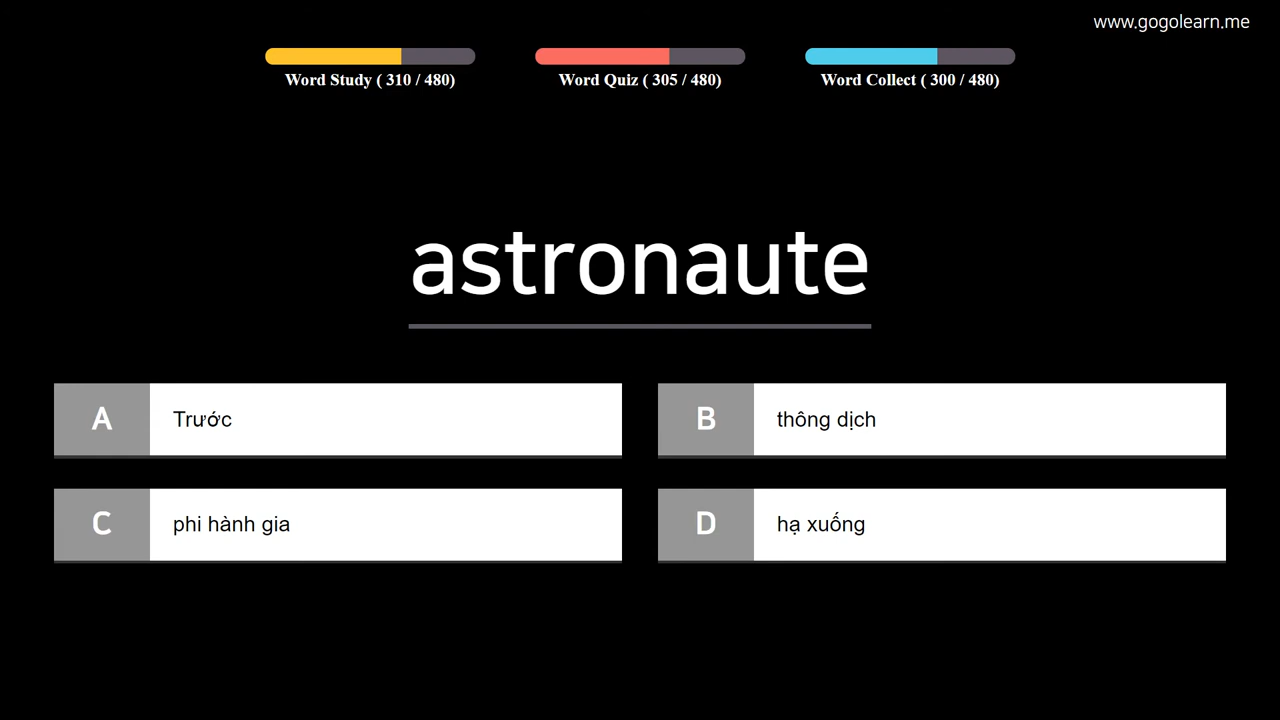 www.gogolearn.me
Word Study ( 310 / 480)
Word Quiz ( 305 / 480)
Word Collect ( 300 / 480)
astronaute
A Trước
B thông dịch
C phi hành gia
D hạ xuống